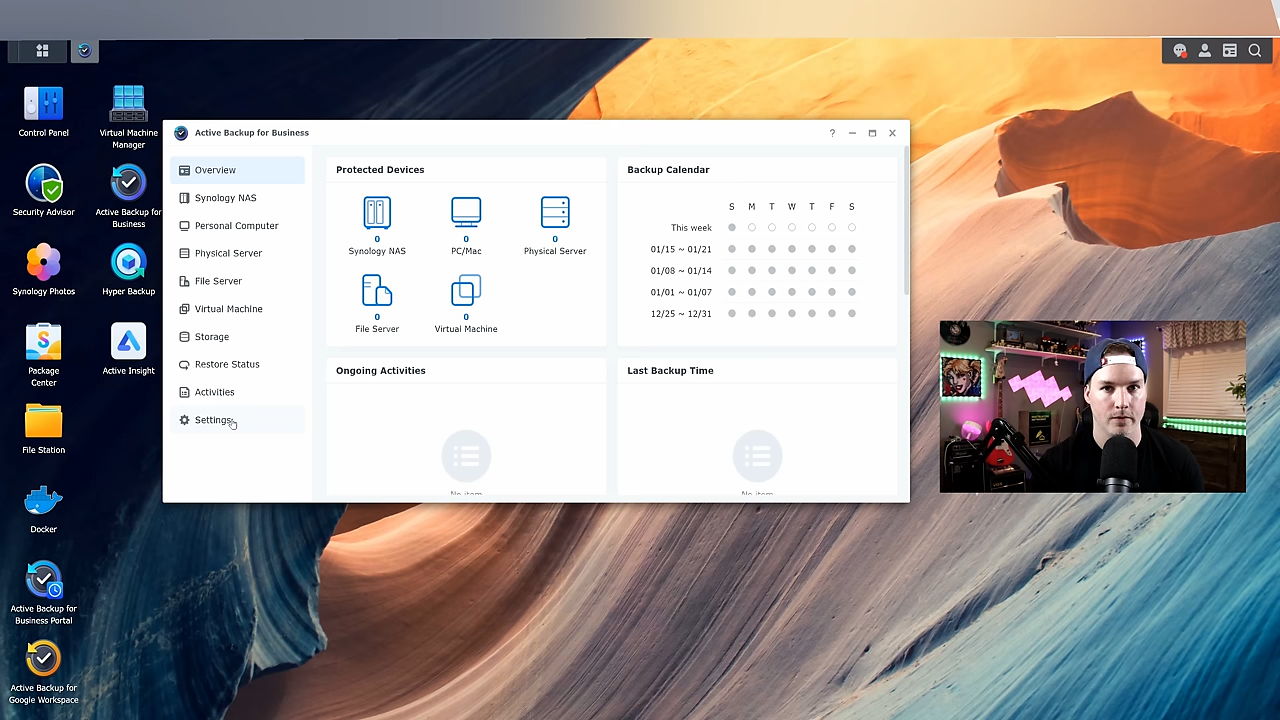 Control Panel
Virtual Machine
Manager
Security Advisor
Active Backup for
Business
Synology Photos
Hyper Backup
Package
Center
Active Insight
File Station
Docker
Active Backup for
Business Portal
Active Backup for
Google Workspace
Active Backup for Business
?
Overview
Synology NAS
Personal Computer
Physical Server
File Server
Virtual Machine
Storage
Restore Status
Activities
Settings
Protected Devices
0
Synology NAS
0
PC/Mac
0
Physical Server
0
File Server
0
Virtual Machine
Backup Calendar
S M T W T F S
This week
01/15 ~ 01/21
01/08 ~ 01/14
01/01 ~ 01/07
12/25 ~ 12/31
Ongoing Activities
No item
Last Backup Time
No item